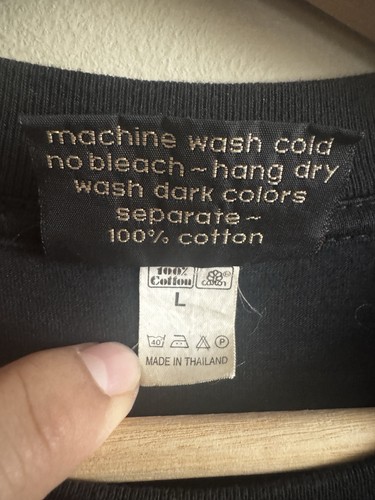 machine wash cold
no bleach ~ hang dry
wash dark colors
separate ~
100% cotton
100% Cotton
COTTON
L
40 P
MADE IN THAILAND